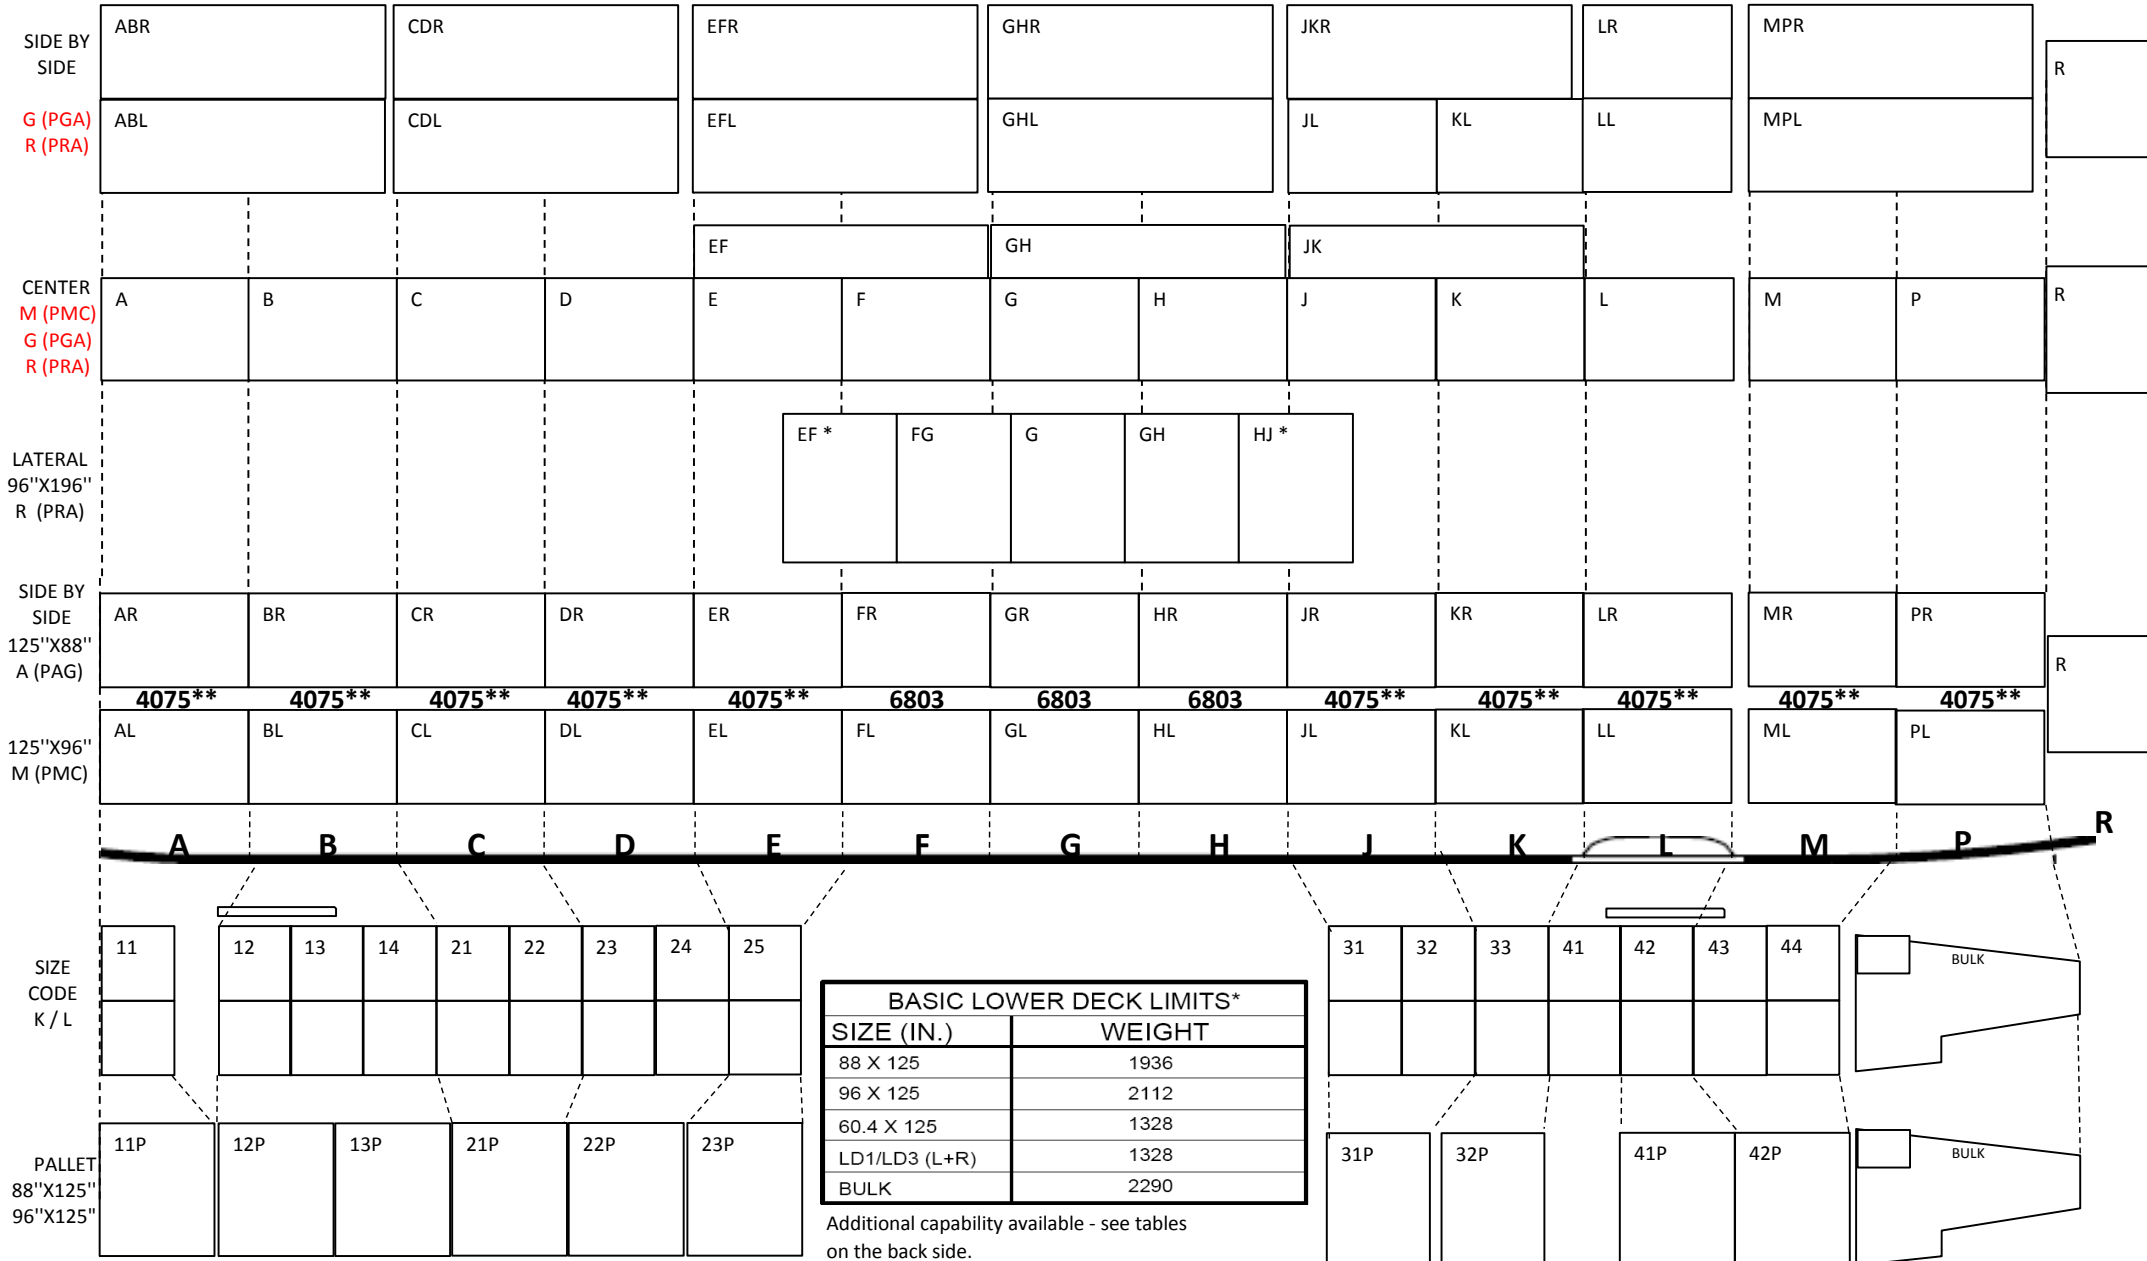 SIDE BY
SIDE
G (PGA)
R (PRA)
ABR CDR EFR GHR JKR LR MPR R
ABL CDL EFL GHL JL KL LL MPL
EF GH JK
CENTER
M (PMC)
G (PGA)
R (PRA)
A B C D E F G H J K L M P R
LATERAL
96"X196"
R (PRA)
EF * FG G GH HJ *
SIDE BY
SIDE
125"X88"
A (PAG)
AR BR CR DR ER FR GR HR JR KR LR MR PR R
4075** 4075** 4075** 4075** 4075** 6803 6803 6803 4075** 4075** 4075** 4075** 4075**
125"X96"
M (PMC)
AL BL CL DL EL FL GL HL JL KL LL ML PL
A B C D E F G H J K L M P R
SIZE
CODE
K / L
11 12 13 14 21 22 23 24 25 31 32 33 41 42 43 44 BULK
BASIC LOWER DECK LIMITS*
SIZE (IN.) WEIGHT
88 X 125 1936
96 X 125 2112
60.4 X 125 1328
LD1/LD3 (L+R) 1328
BULK 2290
Additional capability available - see tables
on the back side.
PALLET
88"X125"
96"X125"
11P 12P 13P 21P 22P 23P 31P 32P 41P 42P BULK